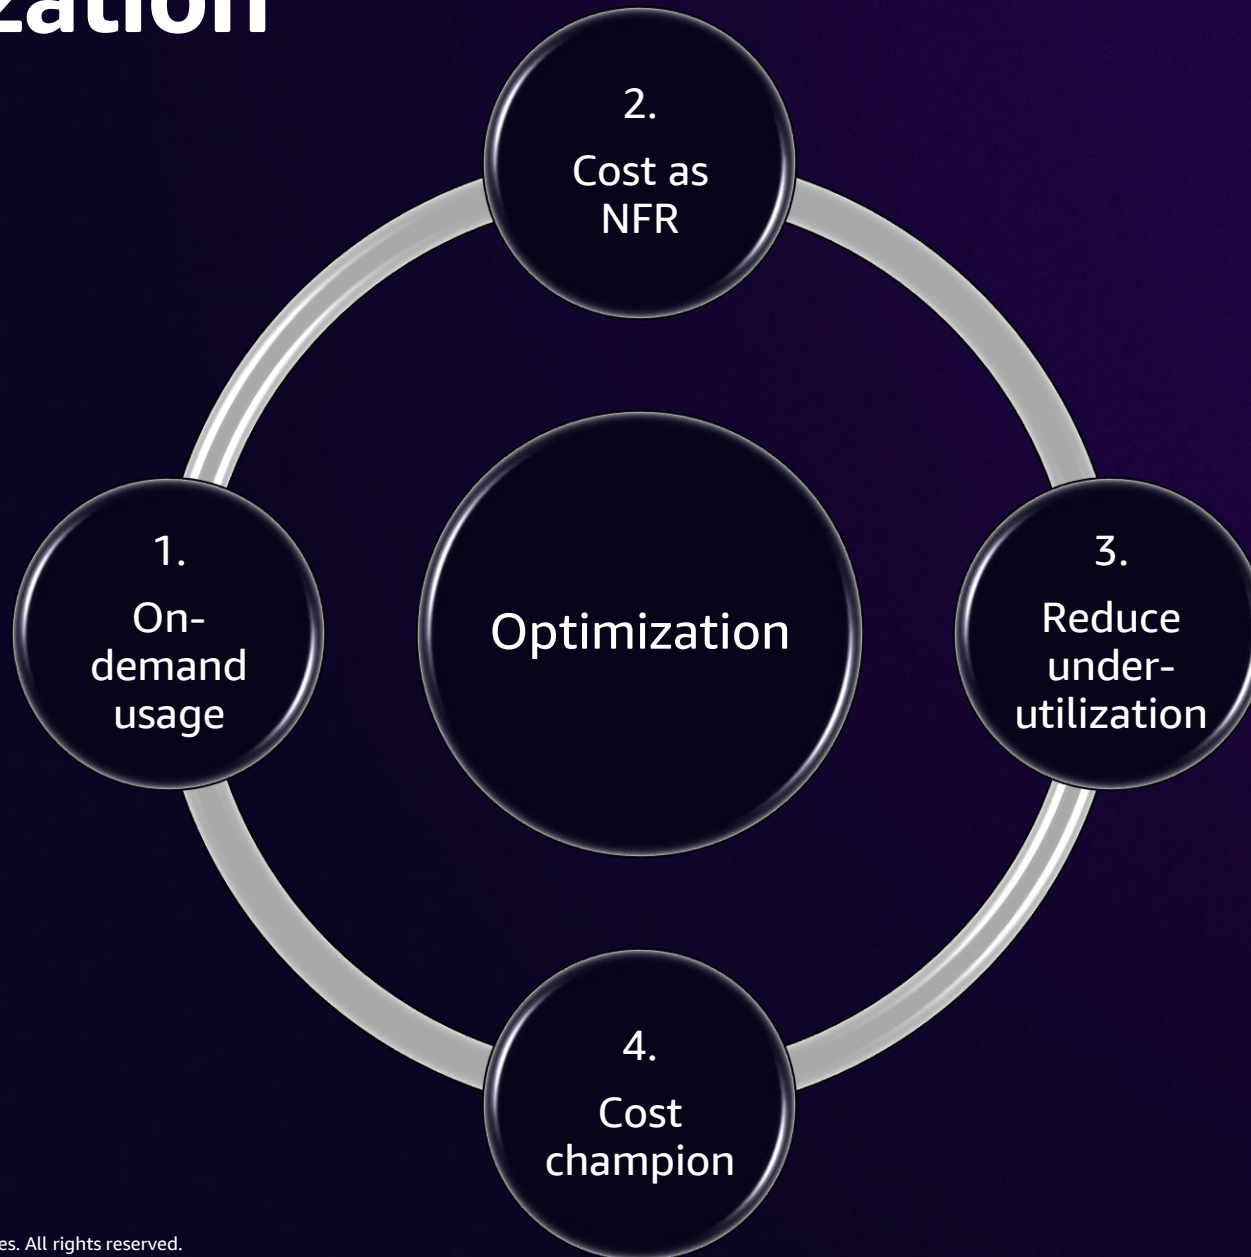 zation
2.
Cost as
NFR
1.
On-
demand
usage
Optimization
3.
Reduce
under-
utilization
4.
Cost
champion
es. All rights reserved.